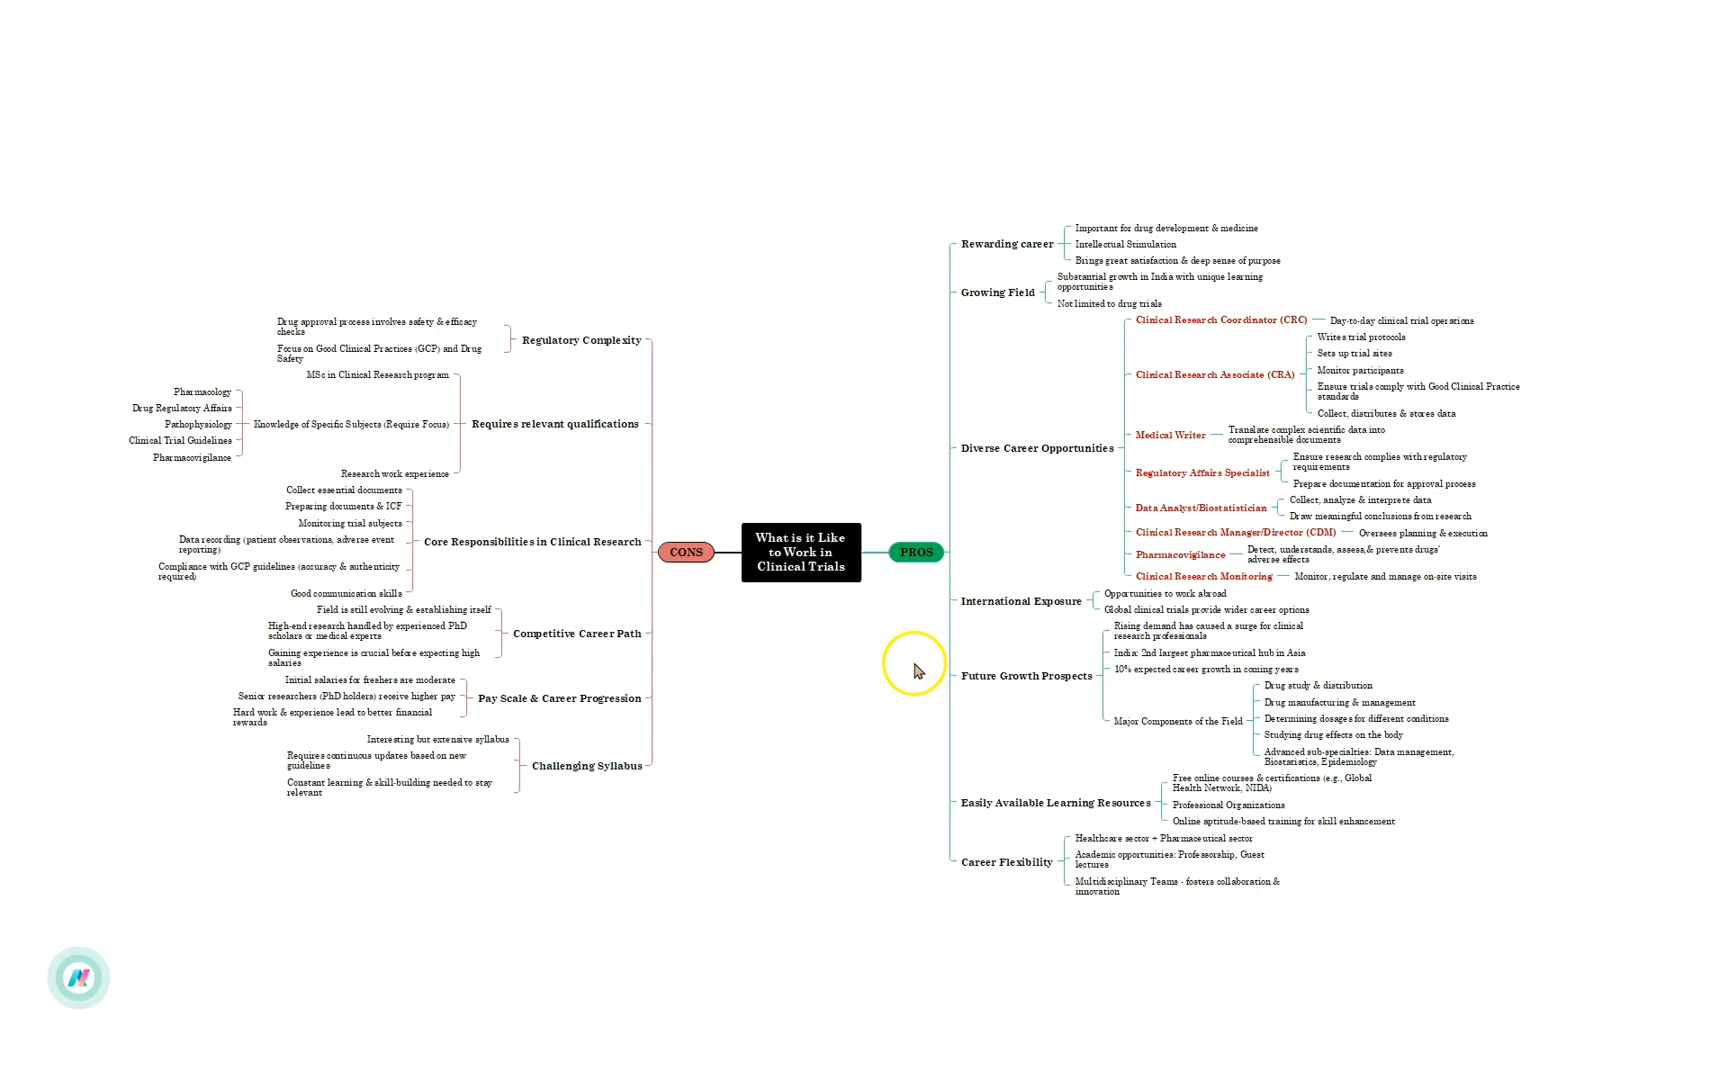 What is it Like
to Work in
Clinical Trials
PROS
Rewarding career
Important for drug development & medicine
Intellectual Stimulation
Brings great satisfaction & deep sense of purpose
Growing Field
Substantial growth in India with unique learning
opportunities
Not limited to drug trials
Diverse Career Opportunities
Clinical Research Coordinator (CRC)
Day-to-day clinical trial operations
Clinical Research Associate (CRA)
Writes trial protocols
Sets up trial sites
Monitor participants
Ensure trials comply with Good Clinical Practice
standards
Collect, distributes & stores data
Medical Writer
Translate complex scientific data into
comprehensible documents
Regulatory Affairs Specialist
Ensure research complies with regulatory
requirements
Prepare documentation for approval process
Data Analyst/Biostatistician
Collect, analyze & interpret data
Draw meaningful conclusions from research
Clinical Research Manager/Director (CDM)
Oversees planning & execution
Pharmacovigilance
Detect, understands, assess,& prevents drugs'
adverse effects
Clinical Research Monitoring
Monitor, regulate and manage on-site visits
International Exposure
Opportunities to work abroad
Global clinical trials provide wider career options
Future Growth Prospects
Rising demand has caused a surge for clinical
research professionals
India: 2nd largest pharmaceutical hub in Asia
10% expected career growth in coming years
Major Components of the Field
Drug study & distribution
Drug manufacturing & management
Determining dosages for different conditions
Studying drug effects on the body
Advanced sub-specialties: Data management,
Biostatistics, Epidemiology
Easily Available Learning Resources
Free online courses & certifications (e.g., Global
Health Network, NIDA)
Professional Organizations
Online aptitude-based training for skill enhancement
Career Flexibility
Healthcare sector + Pharmaceutical sector
Academic opportunities: Professorship, Guest
lectures
Multidisciplinary Teams - fosters collaboration &
innovation
CONS
Regulatory Complexity
Drug approval process involves safety & efficacy
checks
Focus on Good Clinical Practices (GCP) and Drug
Safety
Requires relevant qualifications
MSc in Clinical Research program
Knowledge of Specific Subjects (Require Focus)
Pharmacology
Drug Regulatory Affairs
Pathophysiology
Clinical Trial Guidelines
Pharmacovigilance
Research work experience
Core Responsibilities in Clinical Research
Collect essential documents
Preparing documents & ICF
Monitoring trial subjects
Data recording (patient observations, adverse event
reporting)
Compliance with GCP guidelines (accuracy & authenticity
required)
Good communication skills
Competitive Career Path
Field is still evolving & establishing itself
High-end research handled by experienced PhD
scholars or medical experts
Gaining experience is crucial before expecting high
salaries
Pay Scale & Career Progression
Initial salaries for freshers are moderate
Senior researchers (PhD holders) receive higher pay
Hard work & experience lead to better financial
rewards
Challenging Syllabus
Interesting but extensive syllabus
Requires continuous updates based on new
guidelines
Constant learning & skill-building needed to stay
relevant